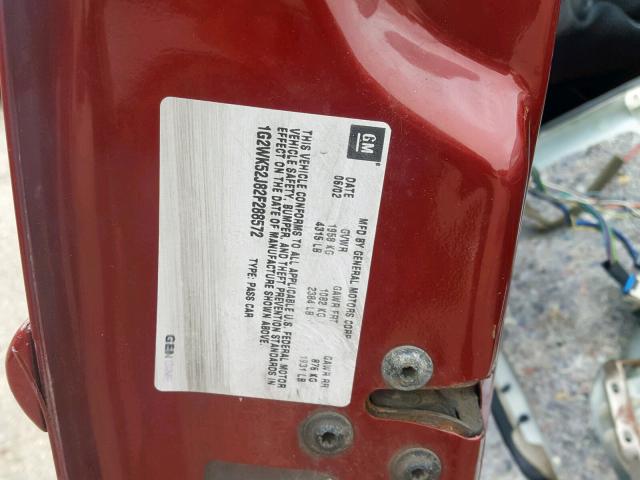 GM
MFD BY GENERAL MOTORS CORP
DATE GVWR GAWR FRT GAWR RR
06/02 1958 KG 1082 KG 876 KG
4315 LB 2384 LB 1931 LB
THIS VEHICLE CONFORMS TO ALL APPLICABLE U.S. FEDERAL MOTOR
VEHICLE SAFETY, BUMPER, AND THEFT PREVENTION STANDARDS IN
EFFECT ON THE DATE OF MANUFACTURE SHOWN ABOVE.
1G2WK52J82F288572 TYPE: PASS CAR